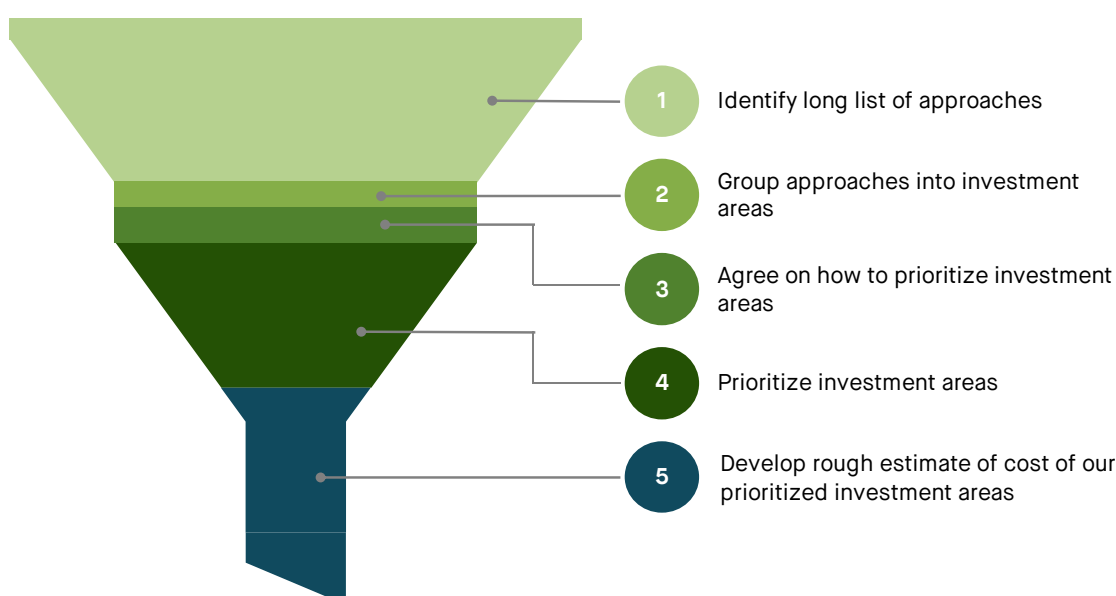 1
Identify long list of approaches
2
Group approaches into investment
areas
3
Agree on how to prioritize investment
areas
4
Prioritize investment areas
5
Develop rough estimate of cost of our
prioritized investment areas